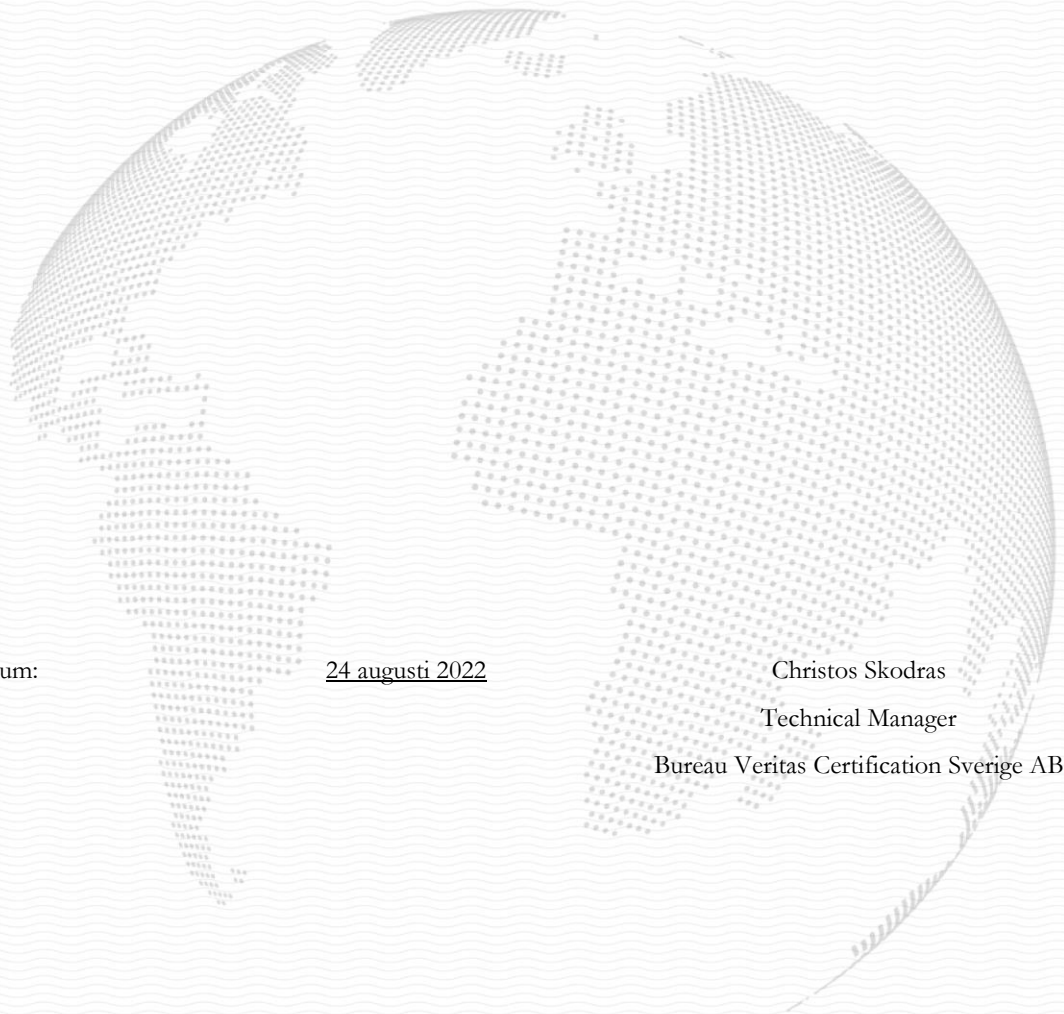 um: 24 augusti 2022 Christos Skodras
Technical Manager
Bureau Veritas Certification Sverige AB